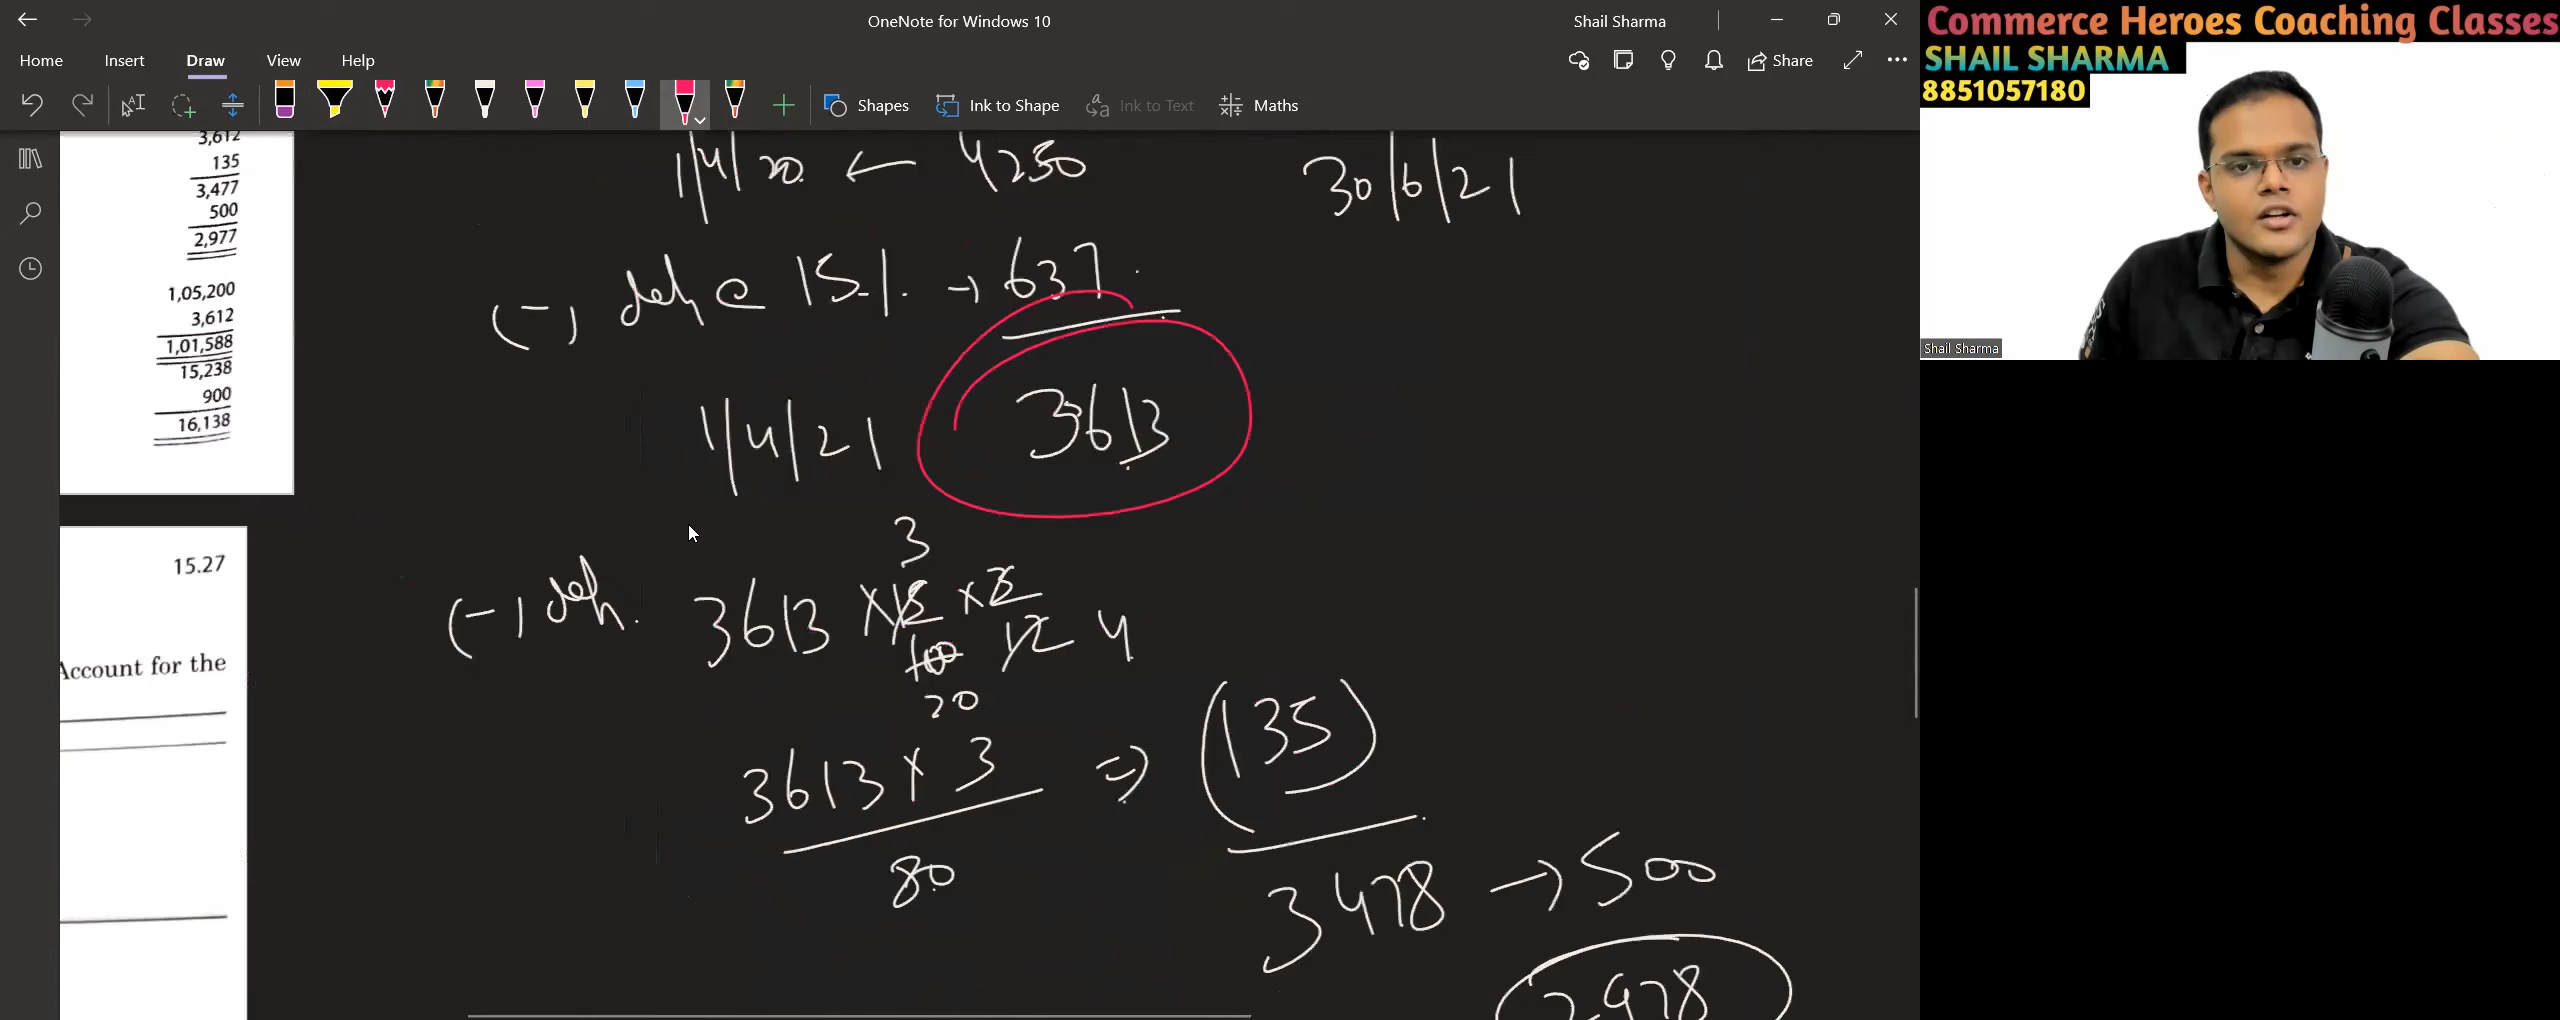 OneNote for Windows 10
Shail Sharma
Home Insert Draw View Help
Share
Shapes
Ink to Shape
Ink to Text
Maths
Commerce Heroes Coaching Classes
SHAIL SHARMA
8851057180
Shail Sharma
3,612
135
3,477
500
2,977
1,05,200
3,612
1,01,588
15,238
900
16,138
15.27
Account for the
1/4/20 ← 4250
30/6/21
(-) deh @ 15% → 637
1/4/21 3613
3
(-) deh. 3613 × 15/100 × 3/12 4
20
3613 × 3 ⇒ (135)
80
3478 → 500
2978